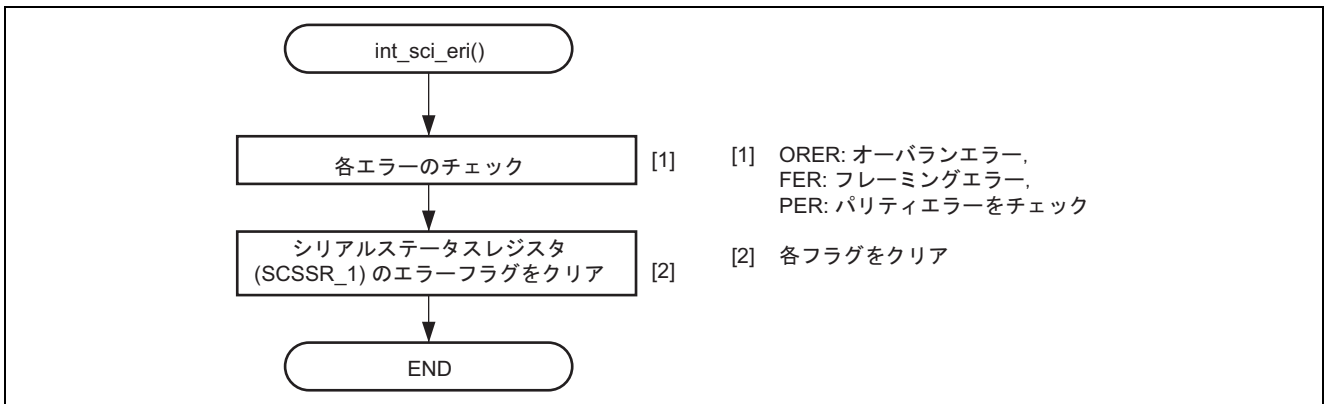 int_sci_eri()
各エラーのチェック
[1]
[1] ORER: オーバランエラー,
FER: フレーミングエラー,
PER: パリティエラーをチェック
シリアルステータスレジスタ
(SCSSR_1) のエラーフラグをクリア
[2]
[2] 各フラグをクリア
END